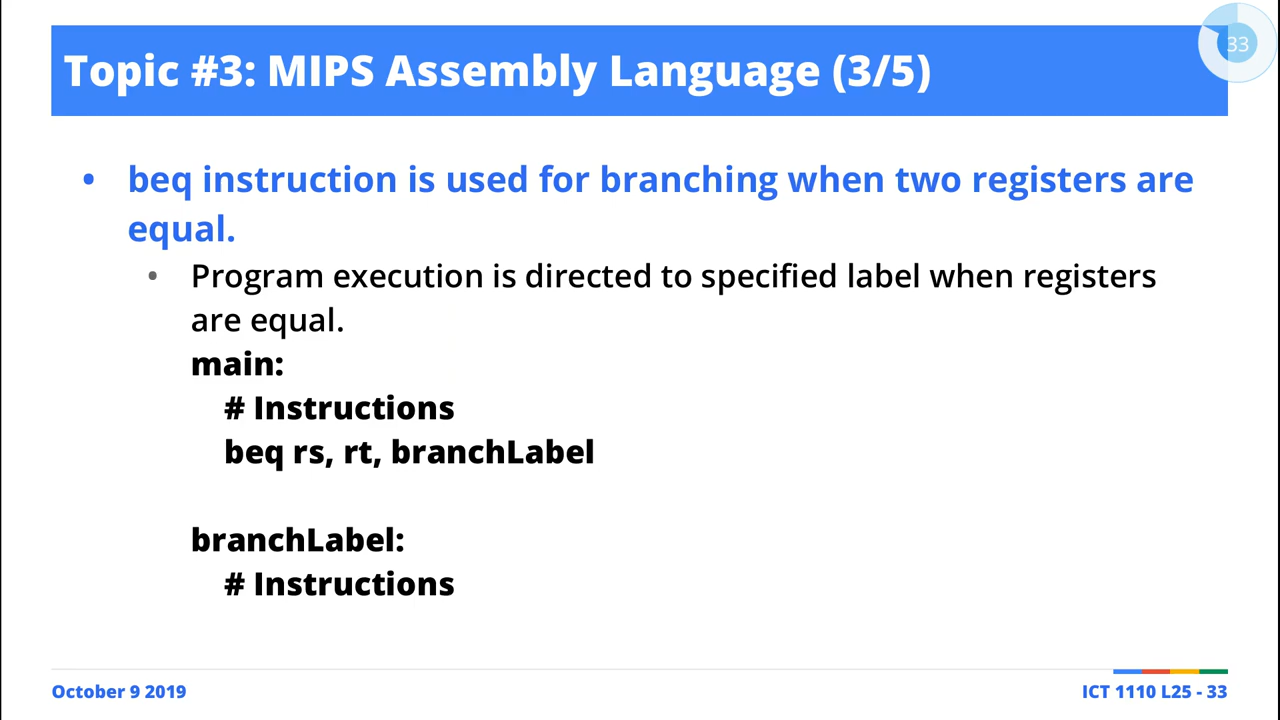 Topic #3: MIPS Assembly Language (3/5)
33
• beq instruction is used for branching when two registers are
equal.
• Program execution is directed to specified label when registers
are equal.
main:
# Instructions
beq rs, rt, branchLabel
branchLabel:
# Instructions
October 9 2019
ICT 1110 L25 - 33